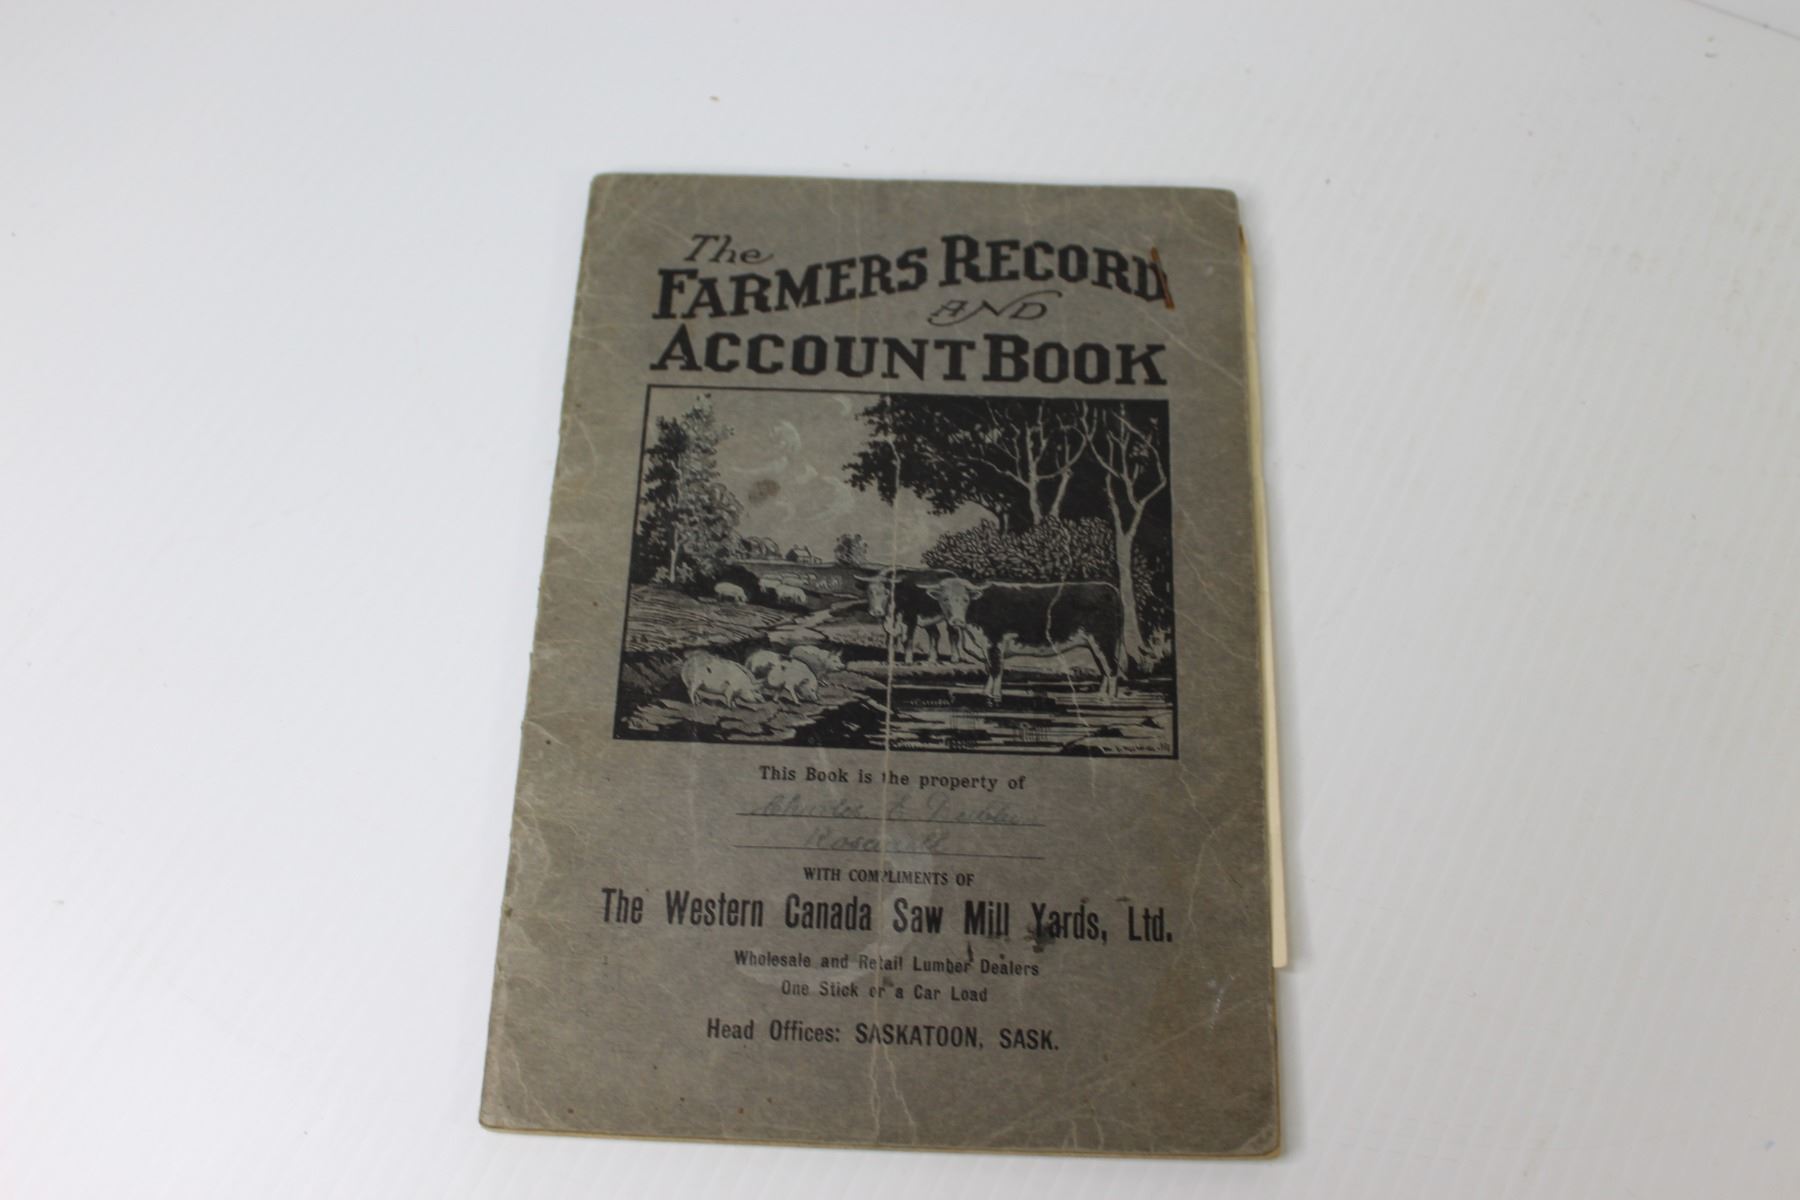 The
FARMERS RECORD
AND
ACCOUNT BOOK
This Book is the property of
Charles E
WITH COMPLIMENTS OF
The Western Canada Saw Mill Yards, Ltd.
Wholesale and Retail Lumber Dealers
One Stick or a Car Load
Head Offices: SASKATOON, SASK.